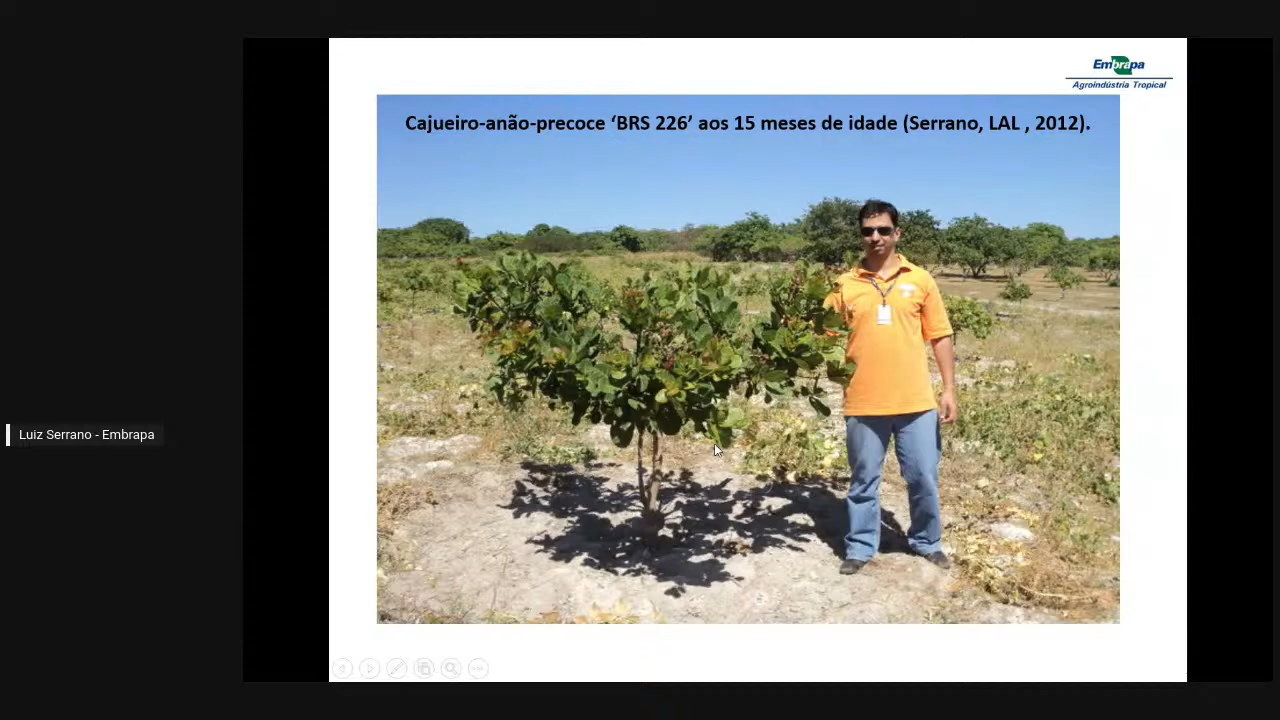 Embrapa
Agroindústria Tropical
Cajueiro-anão-precoce ‘BRS 226’ aos 15 meses de idade (Serrano, LAL , 2012).
Luiz Serrano - Embrapa